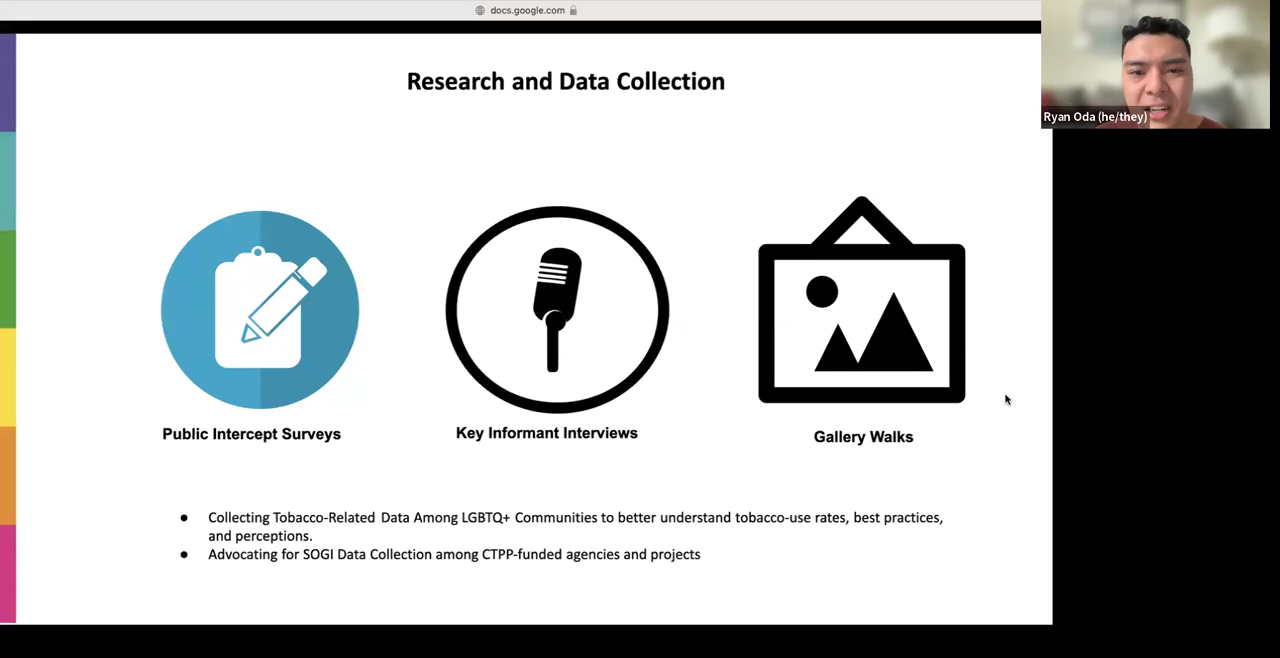 docs.google.com
Research and Data Collection
Ryan Oda (he/they)
Public Intercept Surveys
Key Informant Interviews
Gallery Walks
● Collecting Tobacco-Related Data Among LGBTQ+ Communities to better understand tobacco-use rates, best practices,
and perceptions.
● Advocating for SOGI Data Collection among CTPP-funded agencies and projects